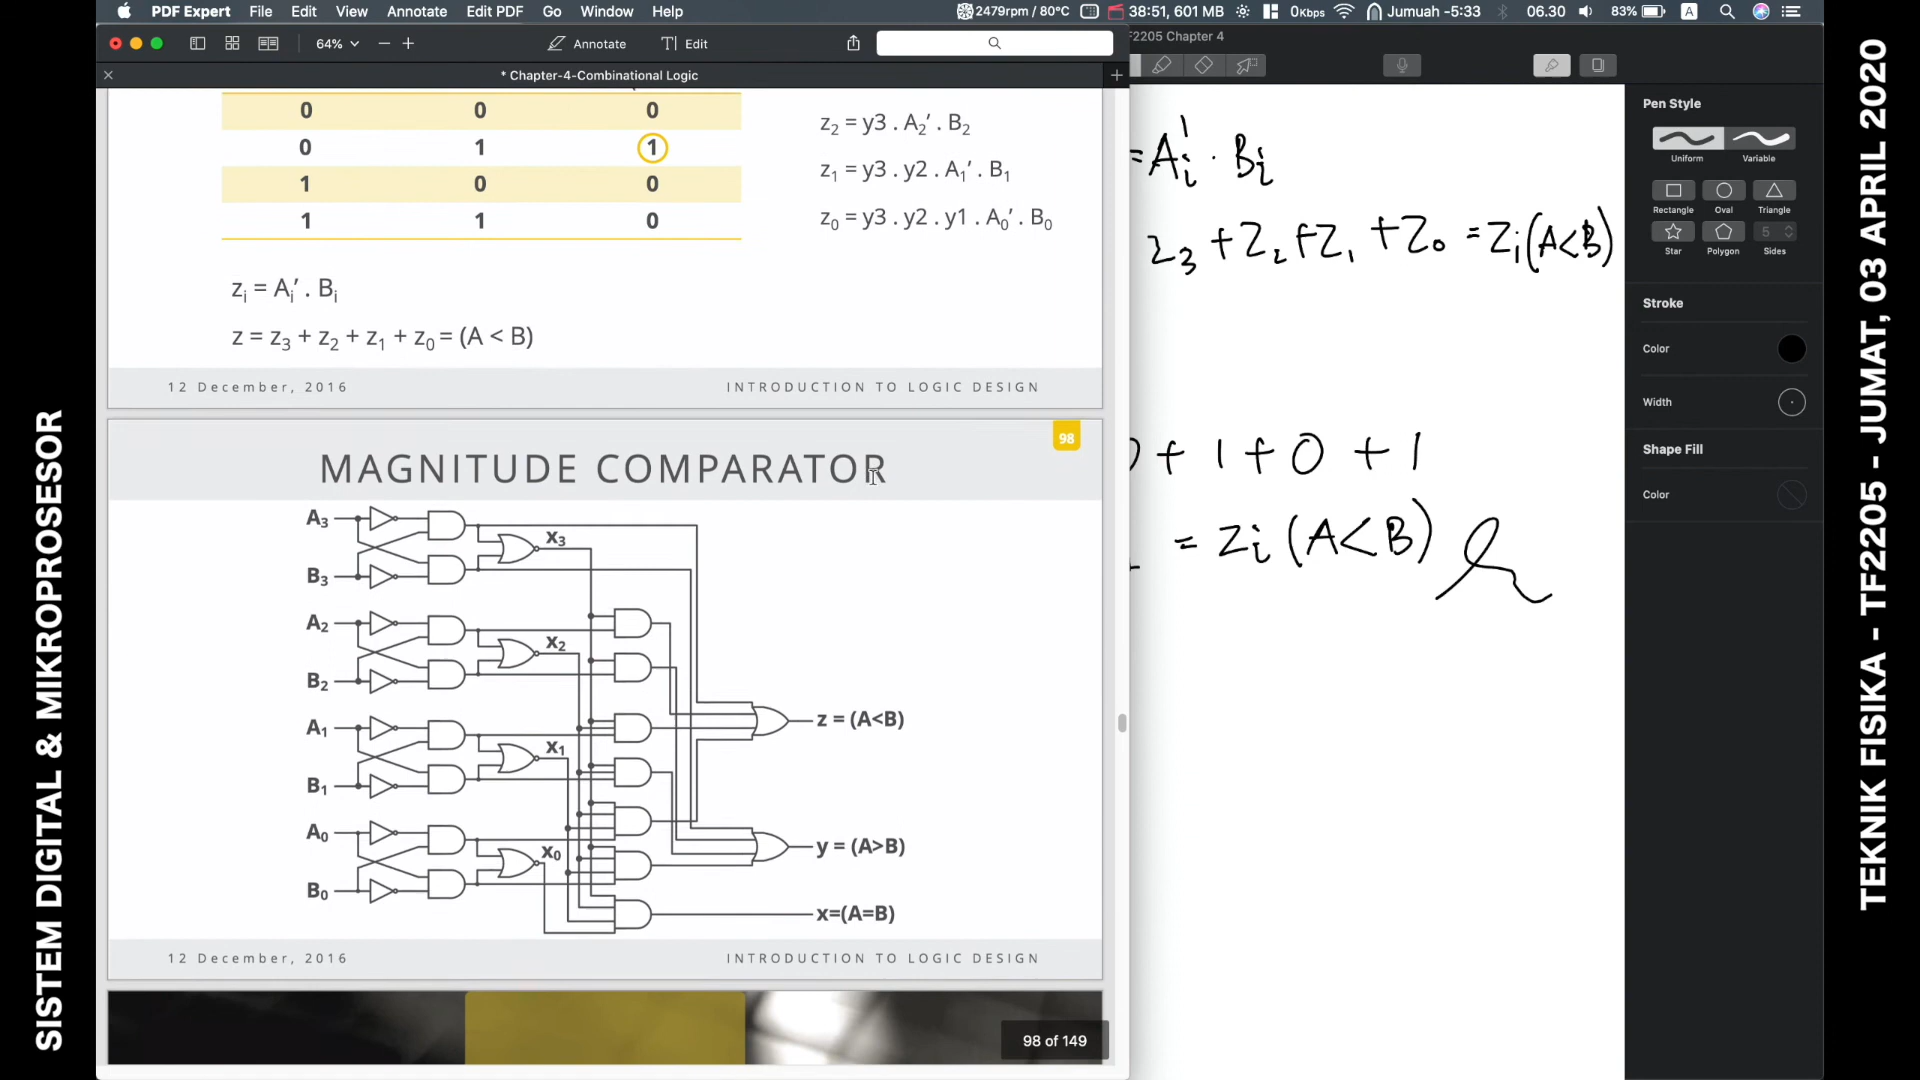 PDF Expert File Edit View Annotate Edit PDF Go Window Help
2479rpm / 80°C 38:51, 601 MB 0Kbps Jumuah -5:33 06.30 83% A
64% Annotate Edit
* Chapter-4-Combinational Logic
F2205 Chapter 4
0 0 0
0 1 1
1 0 0
1 1 0
z2 = y3 . A2’ . B2
z1 = y3 . y2 . A1’ . B1
z0 = y3 . y2 . y1 . A0’ . B0
zi = Ai’ . Bi
z = z3 + z2 + z1 + z0 = (A < B)
12 December, 2016 INTRODUCTION TO LOGIC DESIGN
98
MAGNITUDE COMPARATOR
A3
x3
B3
A2
x2
B2
A1
x1
B1
A0
x0
B0
z = (A<B)
y = (A>B)
x=(A=B)
12 December, 2016 INTRODUCTION TO LOGIC DESIGN
98 of 149
= Ai' . Bi
z3 + z2 + z1 + z0 = zi (A<B)
0 + 1 + 0 + 1
= zi (A<B)
Pen Style
Uniform Variable
Rectangle Oval Triangle
5
Star Polygon Sides
Stroke
Color
Width
Shape Fill
Color
SISTEM DIGITAL & MIKROPROSESOR
TEKNIK FISIKA - TF2205 - JUMAT, 03 APRIL 2020